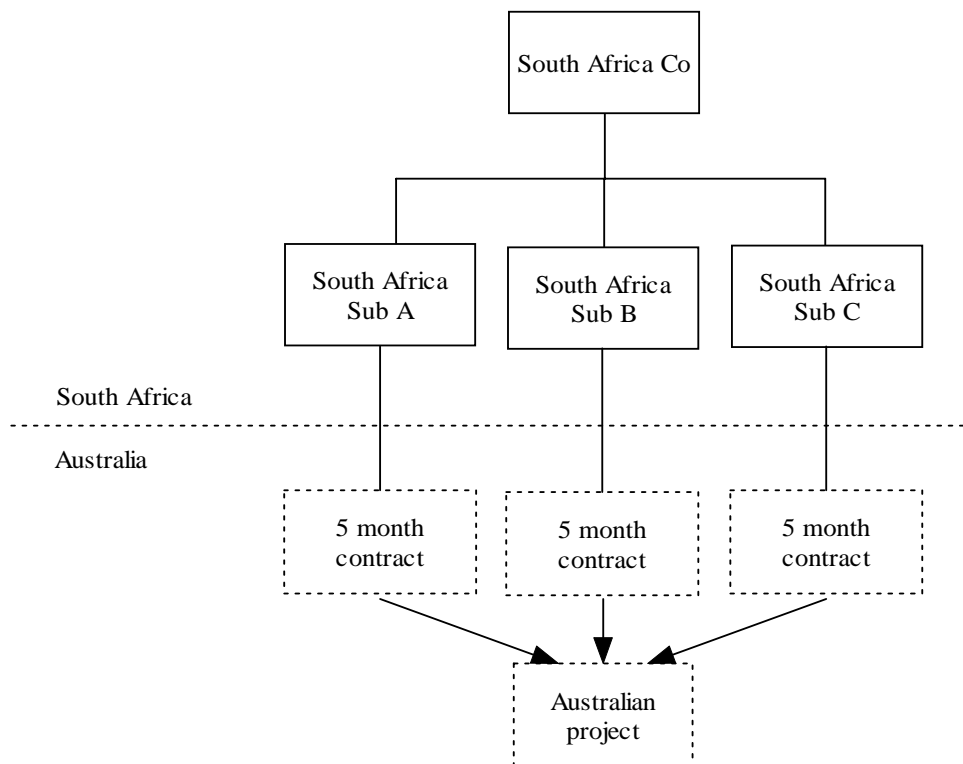 South Africa Co
South Africa
Sub A
South Africa
Sub B
South Africa
Sub C
South Africa
Australia
5 month
contract
5 month
contract
5 month
contract
Australian
project